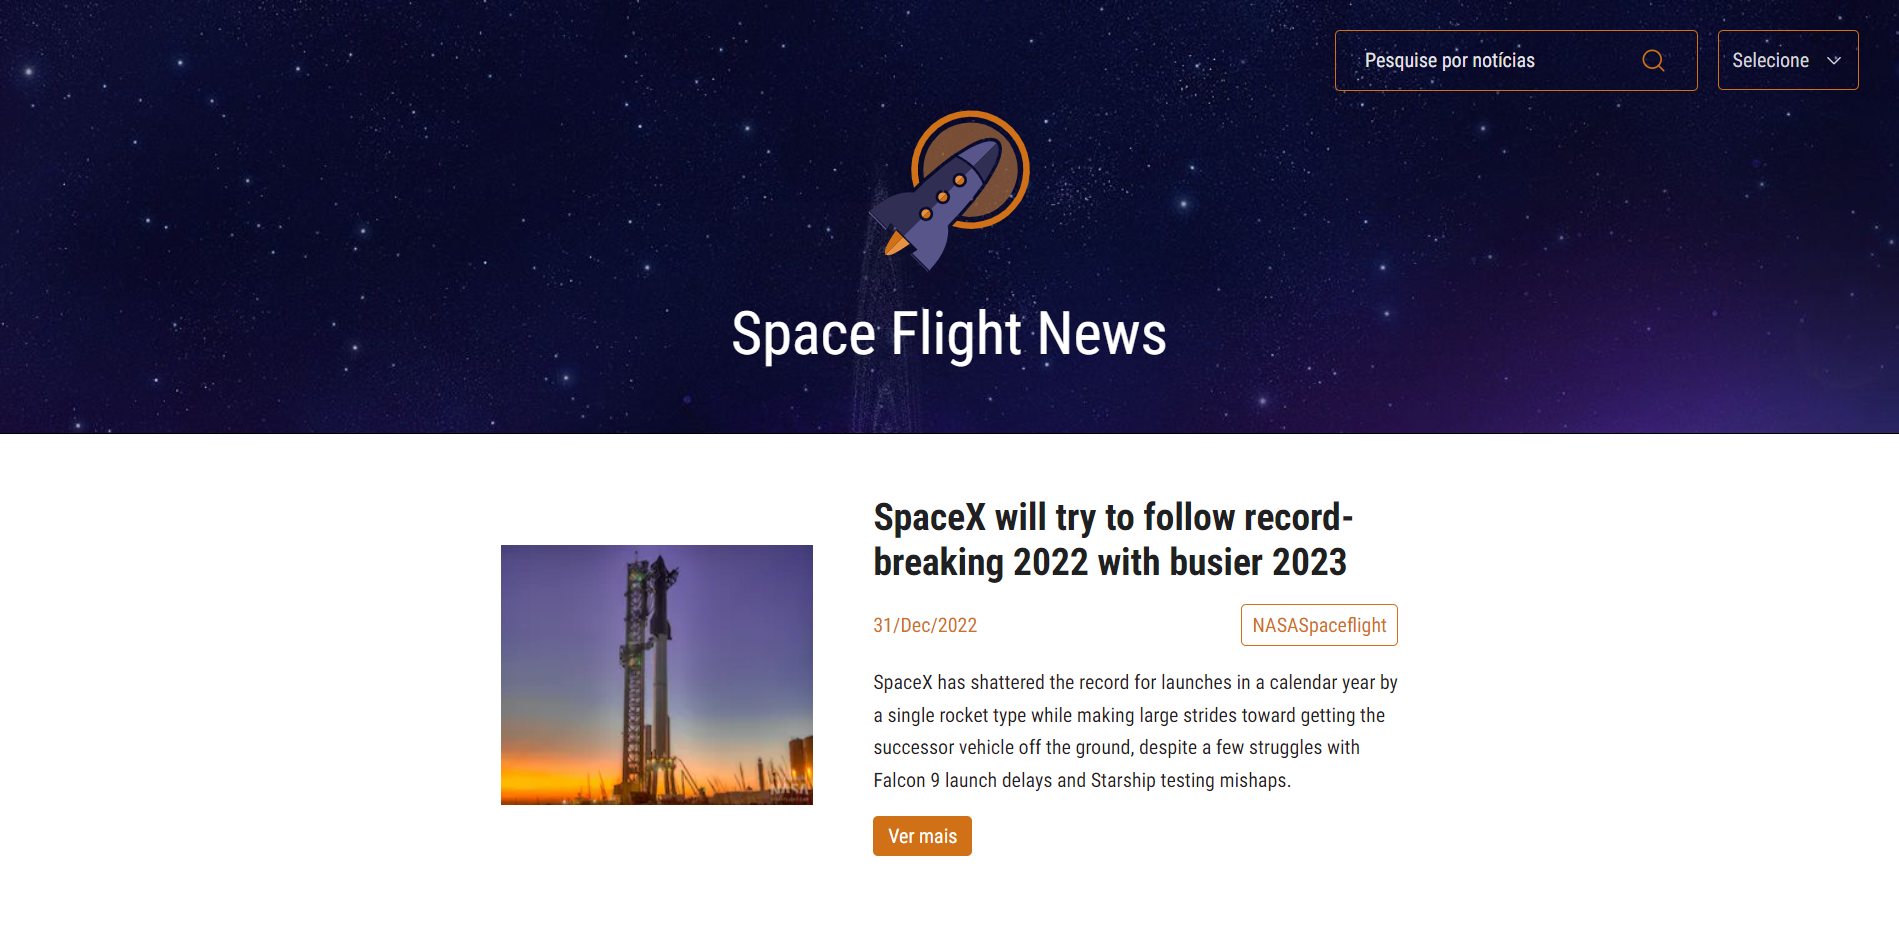 Pesquise por notícias
Selecione
Space Flight News
SpaceX will try to follow record-
breaking 2022 with busier 2023
31/Dec/2022
NASASpaceflight
SpaceX has shattered the record for launches in a calendar year by
a single rocket type while making large strides toward getting the
successor vehicle off the ground, despite a few struggles with
Falcon 9 launch delays and Starship testing mishaps.
Ver mais
NASA